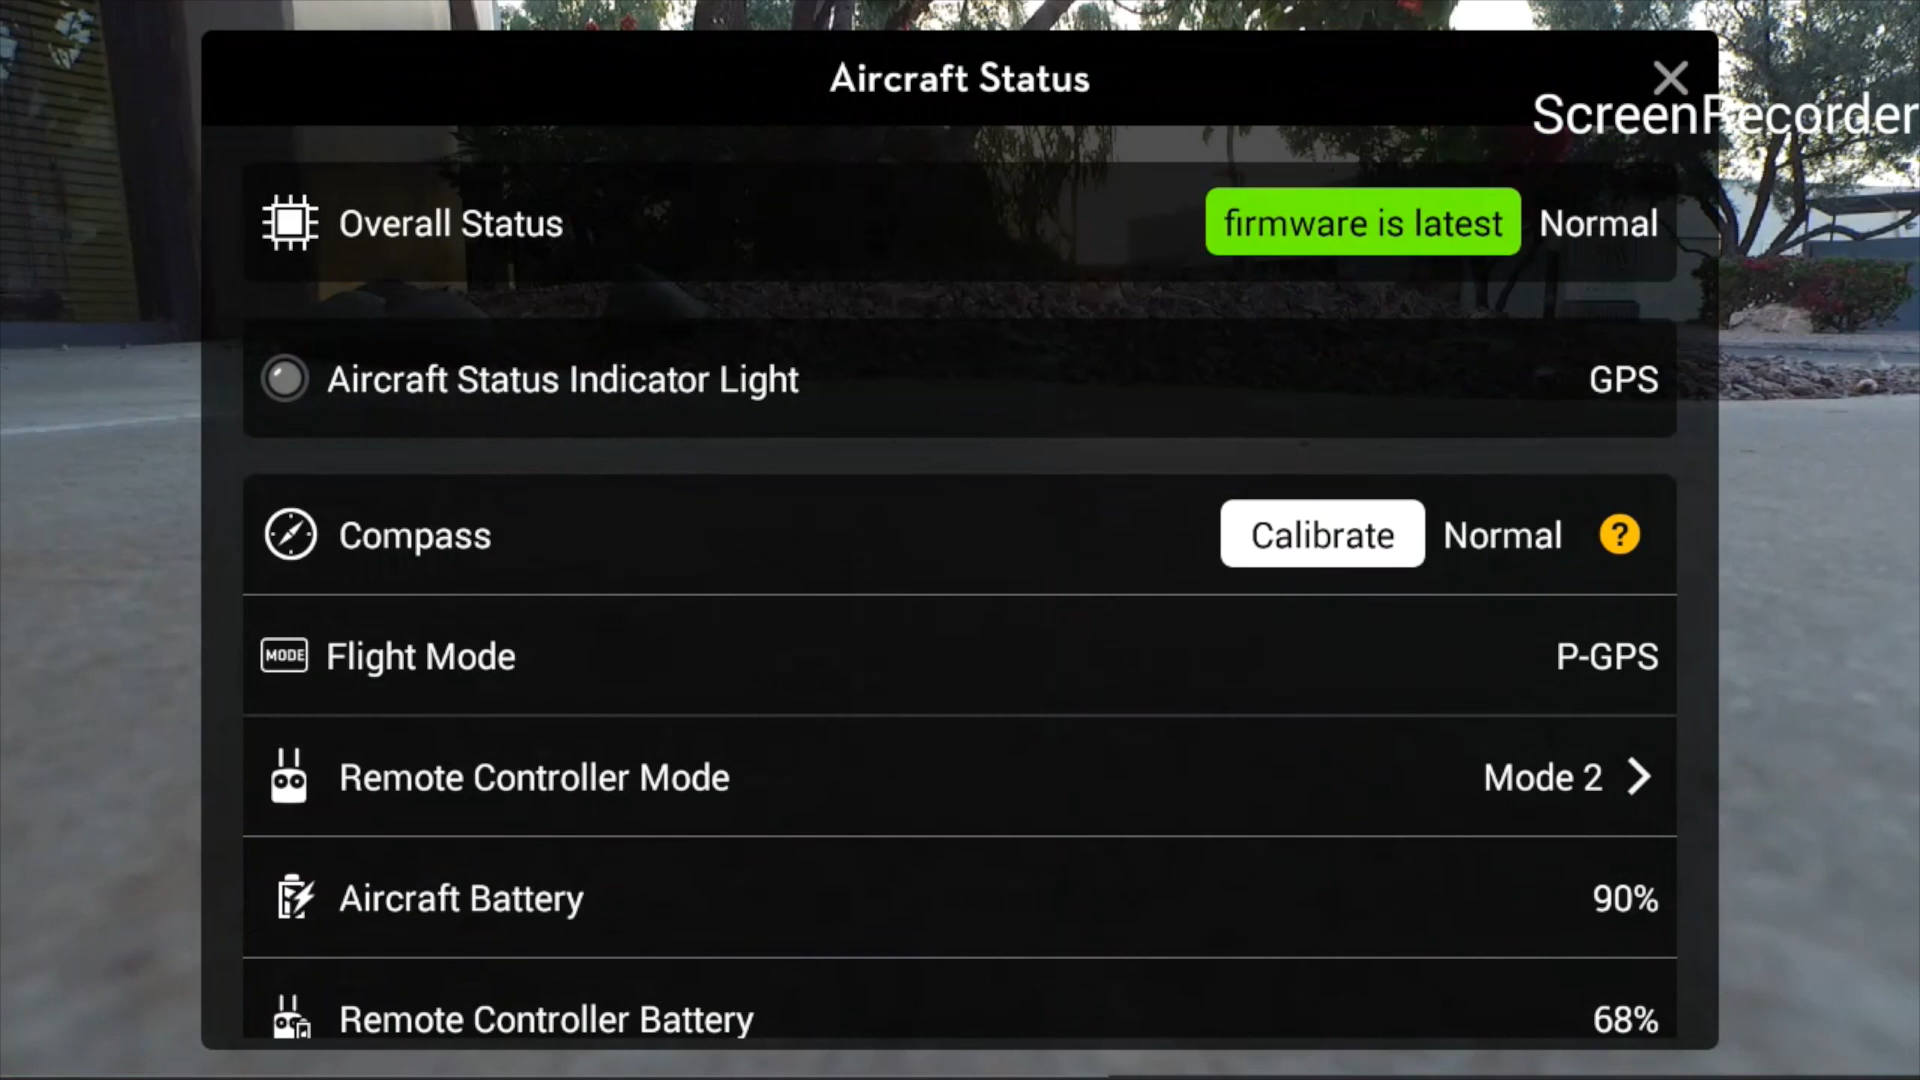 Aircraft Status
ScreenRecorder
Overall Status firmware is latest Normal
Aircraft Status Indicator Light GPS
Compass Calibrate Normal ?
MODE Flight Mode P-GPS
Remote Controller Mode Mode 2
Aircraft Battery 90%
Remote Controller Battery 68%